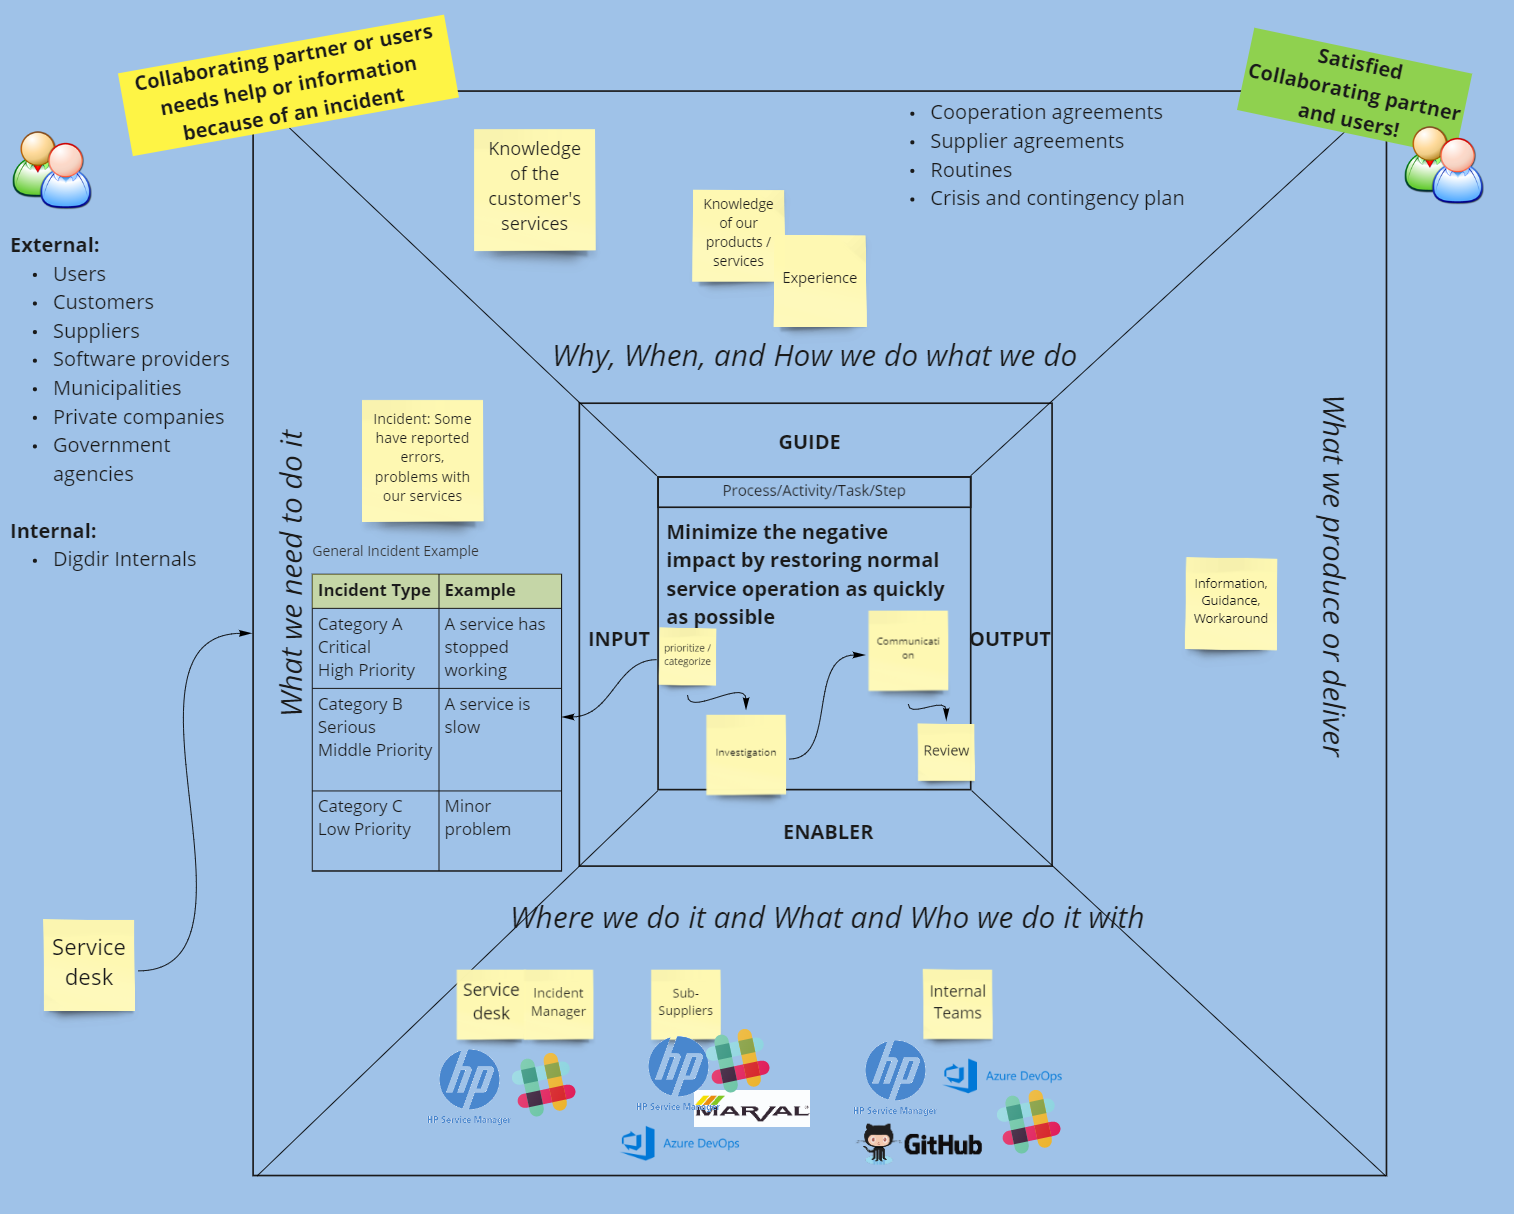 Collaborating partner or users
needs help or information
because of an incident
Satisfied
Collaborating partner
and users!
External:
• Users
• Customers
• Suppliers
• Software providers
• Municipalities
• Private companies
• Government
agencies
Internal:
• Digdir Internals
Service
desk
Knowledge
of the
customer's
services
Knowledge
of our
products /
services
Experience
• Cooperation agreements
• Supplier agreements
• Routines
• Crisis and contingency plan
Why, When, and How we do what we do
What we need to do it
Incident: Some
have reported
errors,
problems with
our services
General Incident Example
Incident Type
Example
Category A
Critical
High Priority
A service has
stopped
working
Category B
Serious
Middle Priority
A service is
slow
Category C
Low Priority
Minor
problem
GUIDE
Process/Activity/Task/Step
Minimize the negative
impact by restoring normal
service operation as quickly
as possible
INPUT
prioritize /
categorize
Investigation
Communicati
on
Review
OUTPUT
ENABLER
What we produce or deliver
Information,
Guidance,
Workaround
Where we do it and What and Who we do it with
Service
desk
Incident
Manager
Sub-
Suppliers
Internal
Teams
hp
HP Service Manager
hp
HP Service Manager
MARVAL
Azure DevOps
hp
HP Service Manager
Azure DevOps
GitHub